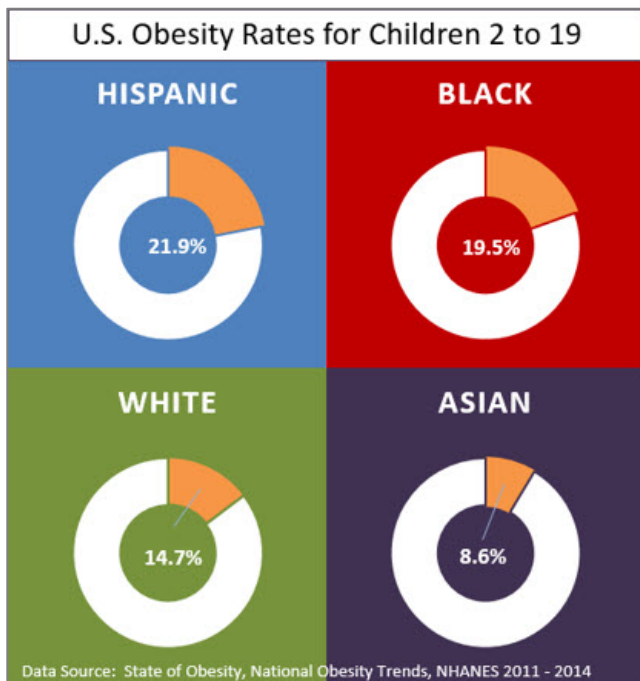 U.S. Obesity Rates for Children 2 to 19
HISPANIC
21.9%
BLACK
19.5%
WHITE
14.7%
ASIAN
8.6%
Data Source:  State of Obesity, National Obesity Trends, NHANES 2011 - 2014